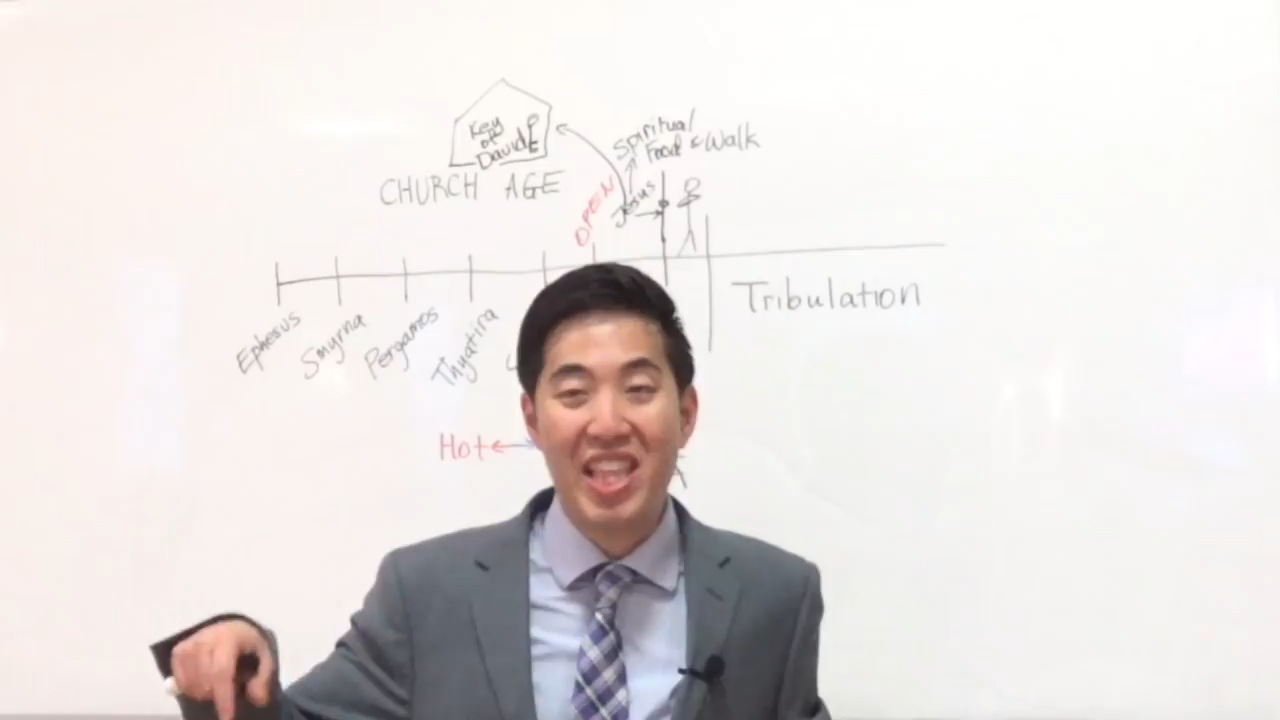 Key
of
David
Spiritual
Food & Walk
CHURCH AGE
OPEN
Jesus
Ephesus
Smyrna
Pergamos
Thyatira
Tribulation
Hot